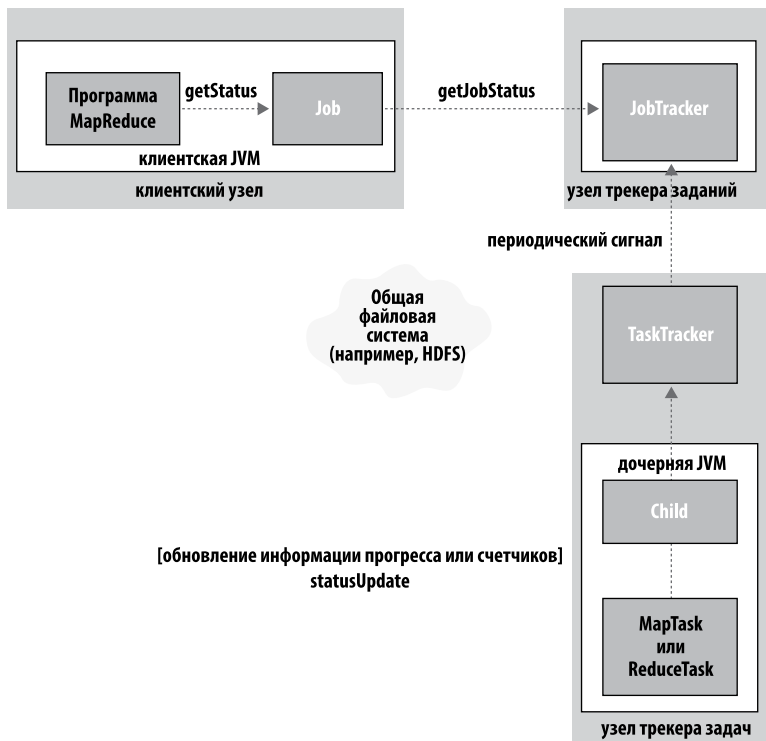 Программа
MapReduce
getStatus
Job
клиентская JVM
клиентский узел
getJobStatus
JobTracker
узел трекера заданий
периодический сигнал
Общая
файловая
система
(например, HDFS)
TaskTracker
дочерняя JVM
Child
[обновление информации прогресса или счетчиков]
statusUpdate
MapTask
или
ReduceTask
узел трекера задач